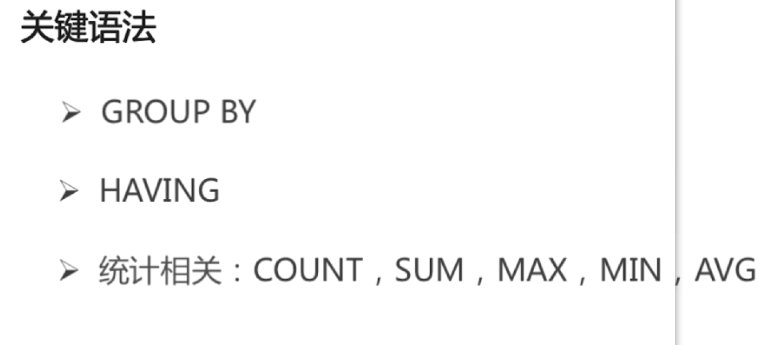 关键语法
➢ GROUP BY
➢ HAVING
➢ 统计相关：COUNT，SUM，MAX，MIN，AVG